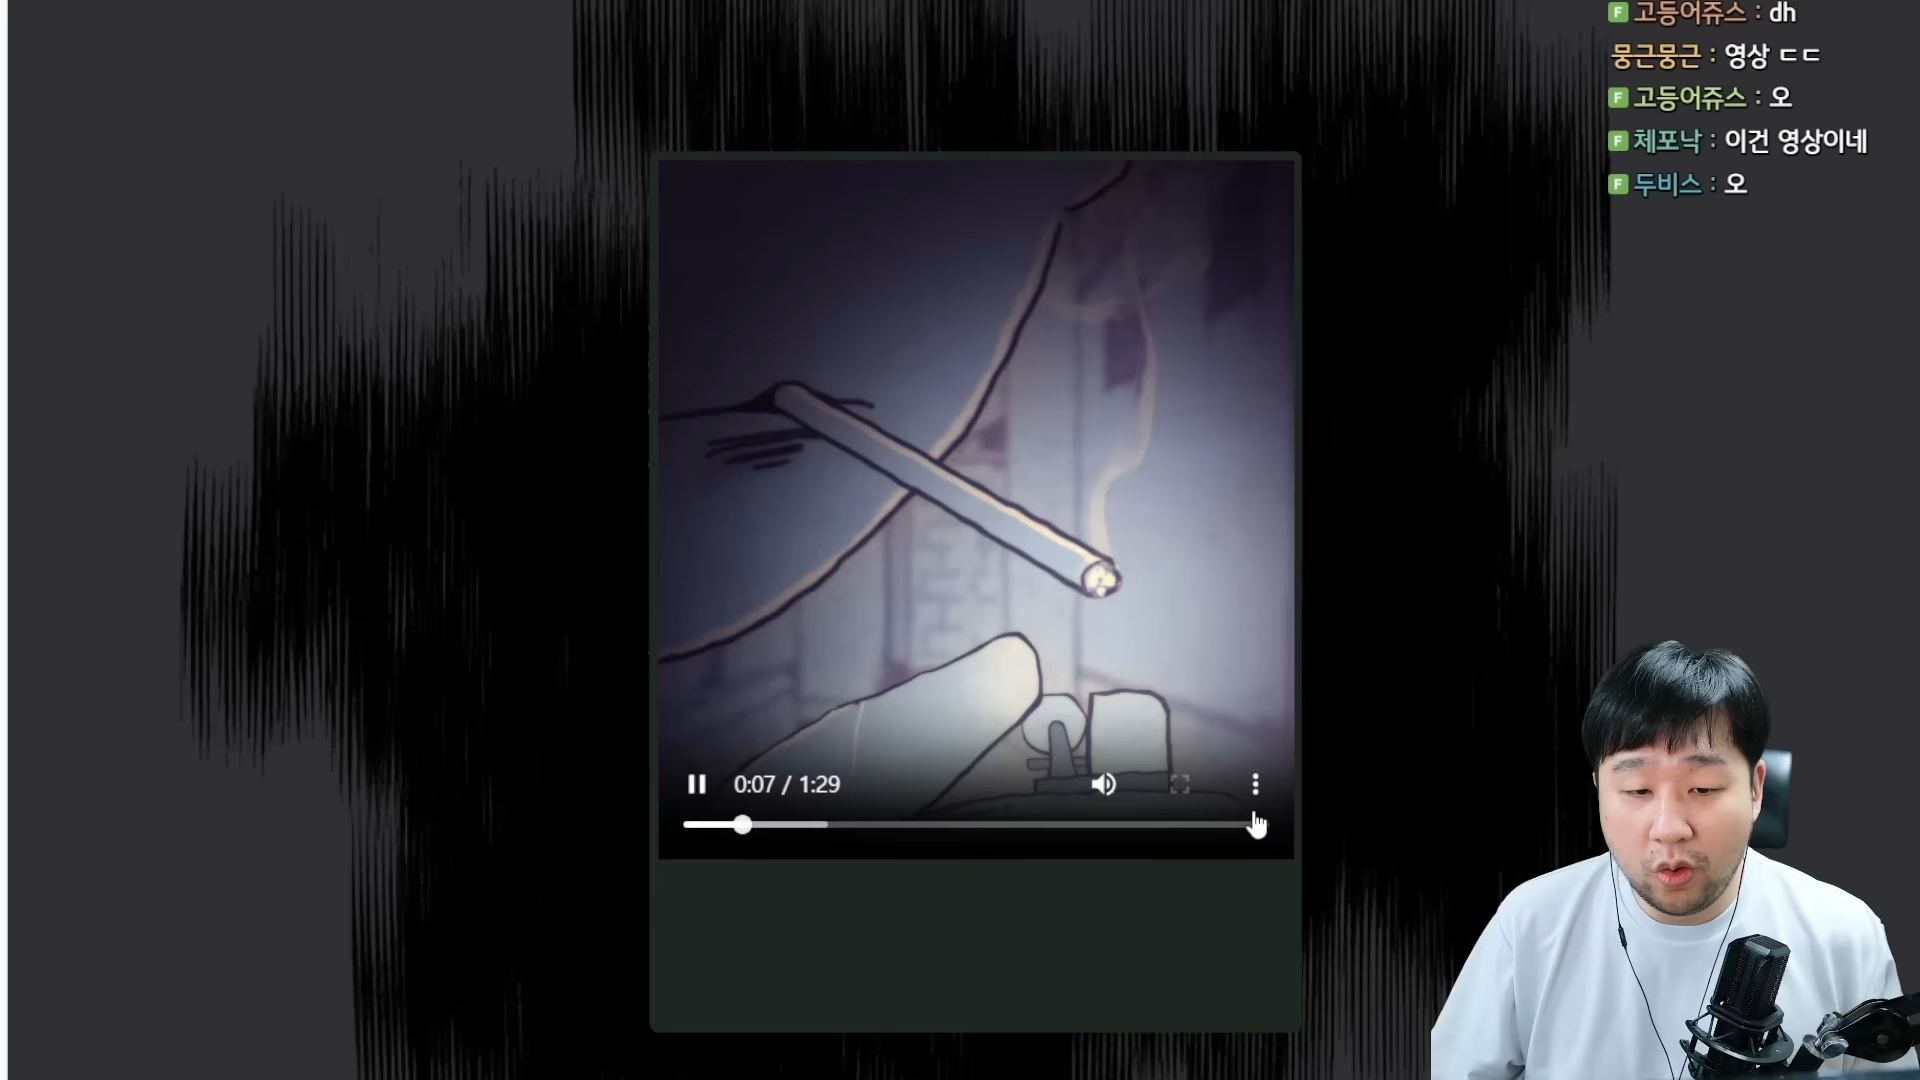 F 고등어쥬스 : dh
뭉근뭉근 : 영상 ㄷㄷ
F 고등어쥬스 : 오
F 체포낙 : 이건 영상이네
F 두비스 : 오
0:07 / 1:29